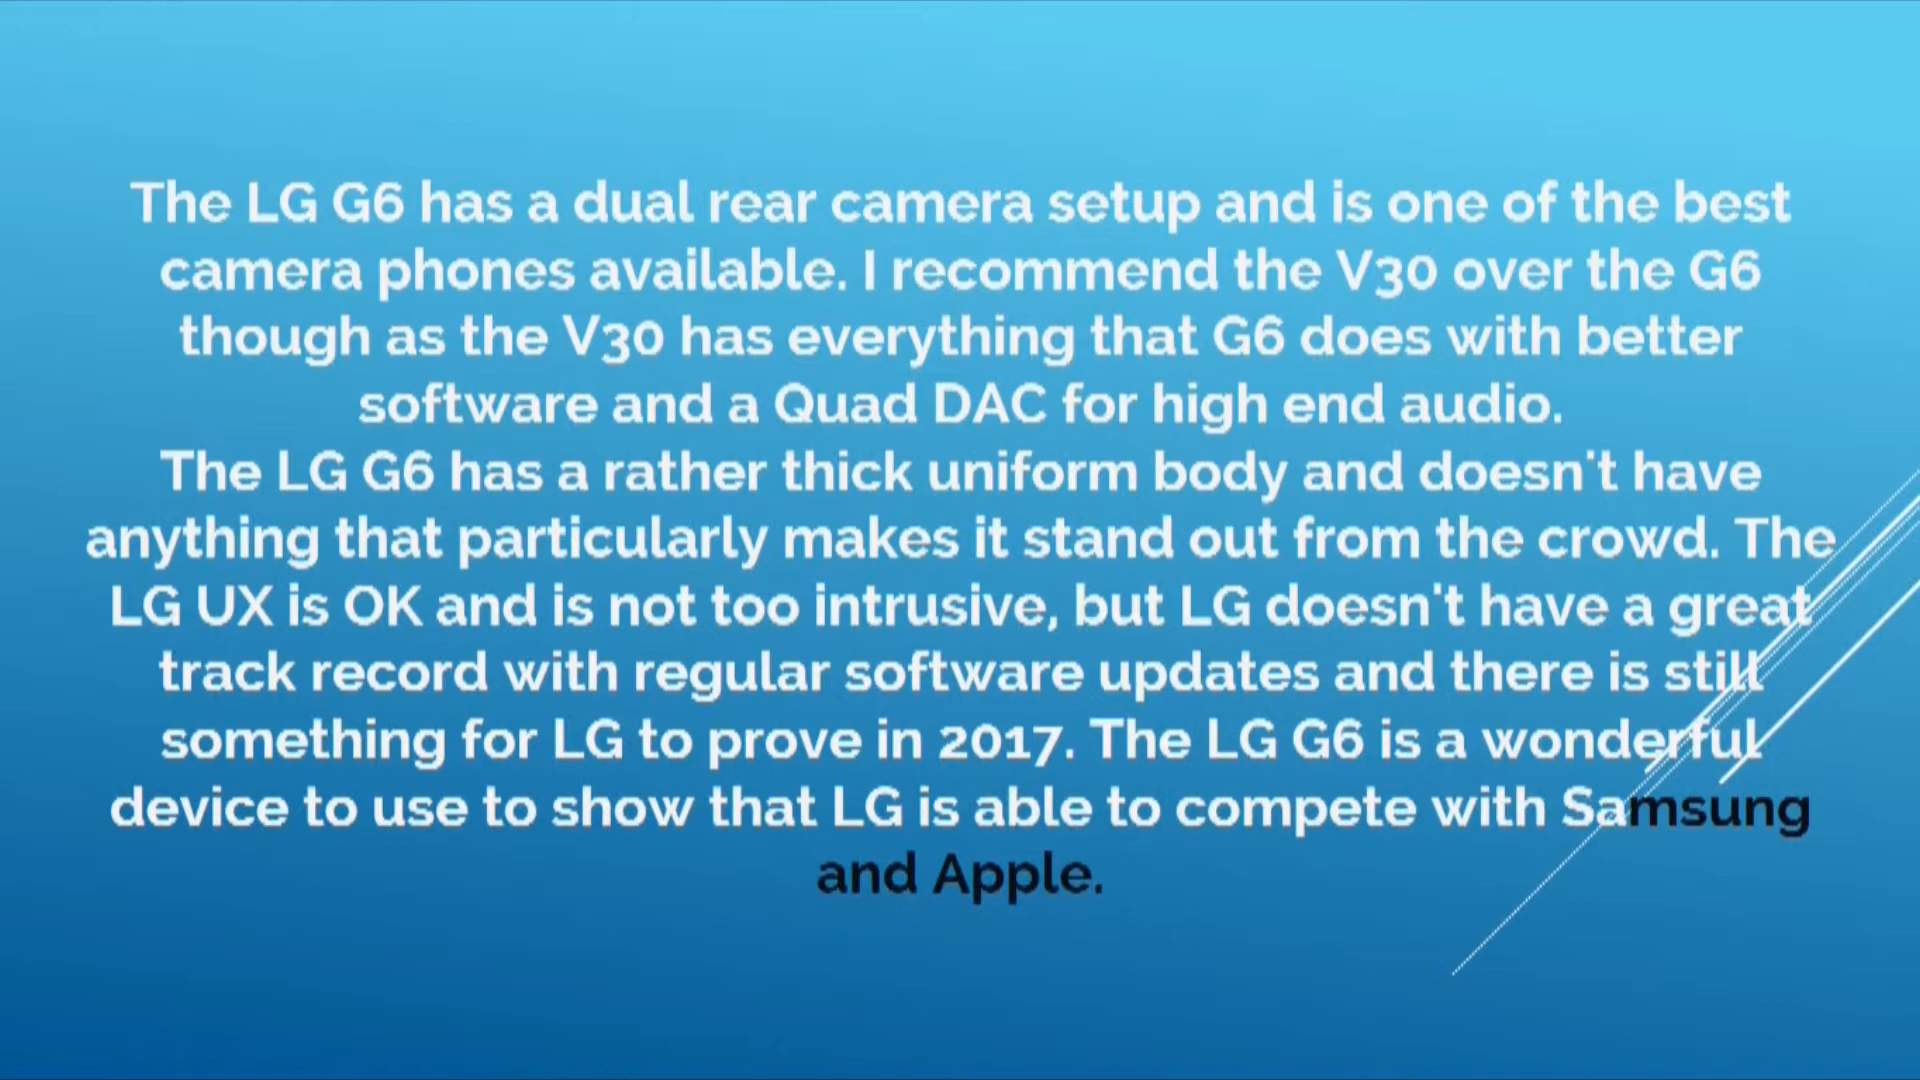 The LG G6 has a dual rear camera setup and is one of the best
camera phones available. I recommend the V30 over the G6
though as the V30 has everything that G6 does with better
software and a Quad DAC for high end audio.
The LG G6 has a rather thick uniform body and doesn't have
anything that particularly makes it stand out from the crowd. The
LG UX is OK and is not too intrusive, but LG doesn't have a great
track record with regular software updates and there is still
something for LG to prove in 2017. The LG G6 is a wonderful
device to use to show that LG is able to compete with Samsung
and Apple.